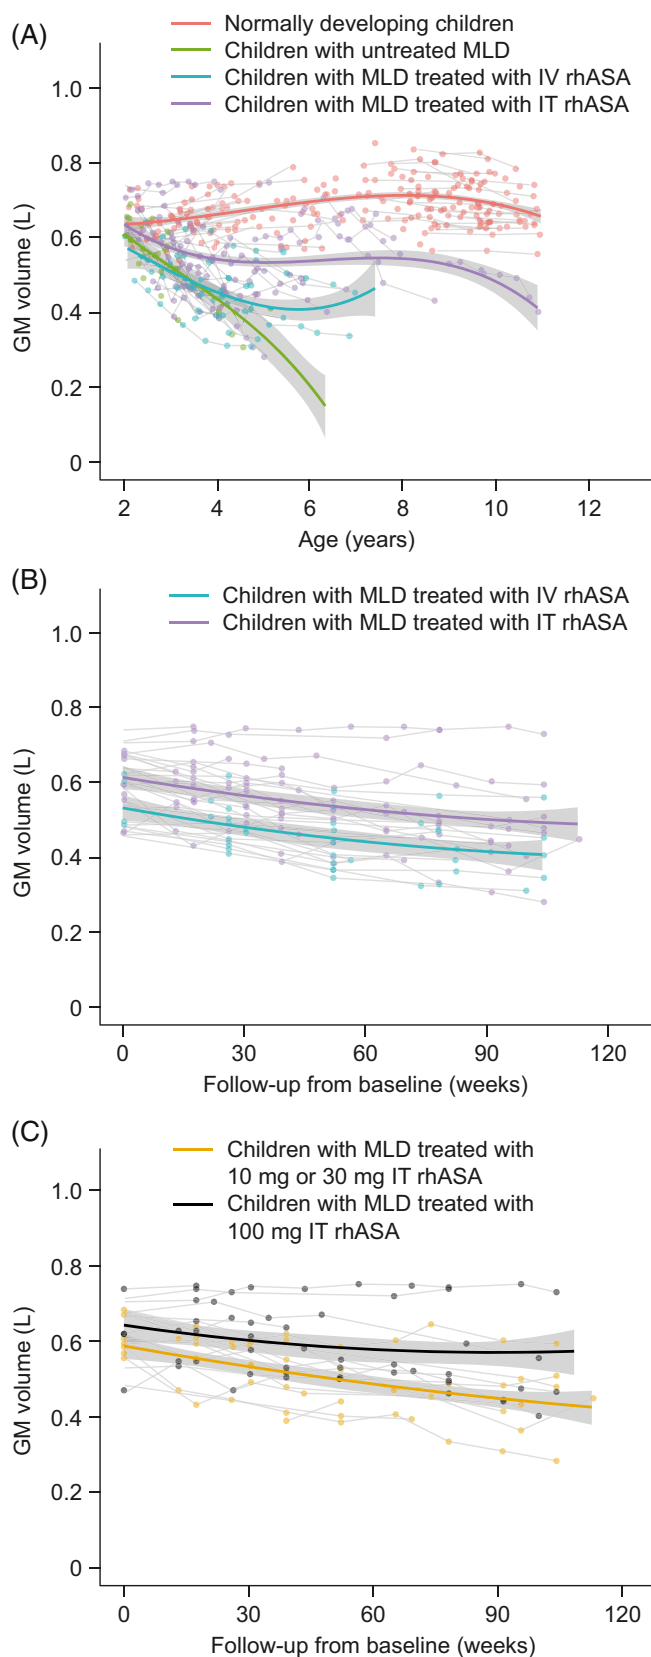 (A)
Normally developing children
Children with untreated MLD
Children with MLD treated with IV rhASA
Children with MLD treated with IT rhASA
1.0
0.8
0.6
0.4
0.2
0
GM volume (L)
2 4 6 8 10 12
Age (years)
(B)
Children with MLD treated with IV rhASA
Children with MLD treated with IT rhASA
1.0
0.8
0.6
0.4
0.2
0
GM volume (L)
0 30 60 90 120
Follow-up from baseline (weeks)
(C)
Children with MLD treated with
10 mg or 30 mg IT rhASA
Children with MLD treated with
100 mg IT rhASA
1.0
0.8
0.6
0.4
0.2
0
GM volume (L)
0 30 60 90 120
Follow-up from baseline (weeks)